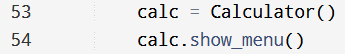 53 calc = Calculator()
54 calc.show_menu()